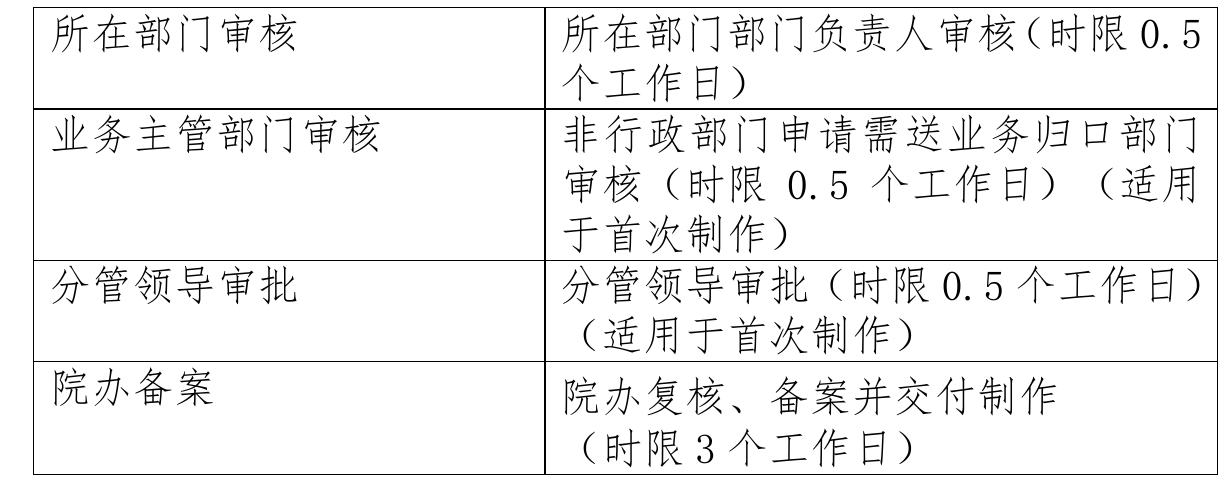 所在部门审核
所在部门部门负责人审核(时限 0.5
个工作日)
业务主管部门审核
非行政部门申请需送业务归口部门
审核(时限 0.5 个工作日)(适用
于首次制作)
分管领导审批
分管领导审批(时限 0.5 个工作日)
(适用于首次制作)
院办备案
院办复核、备案并交付制作
(时限 3 个工作日)